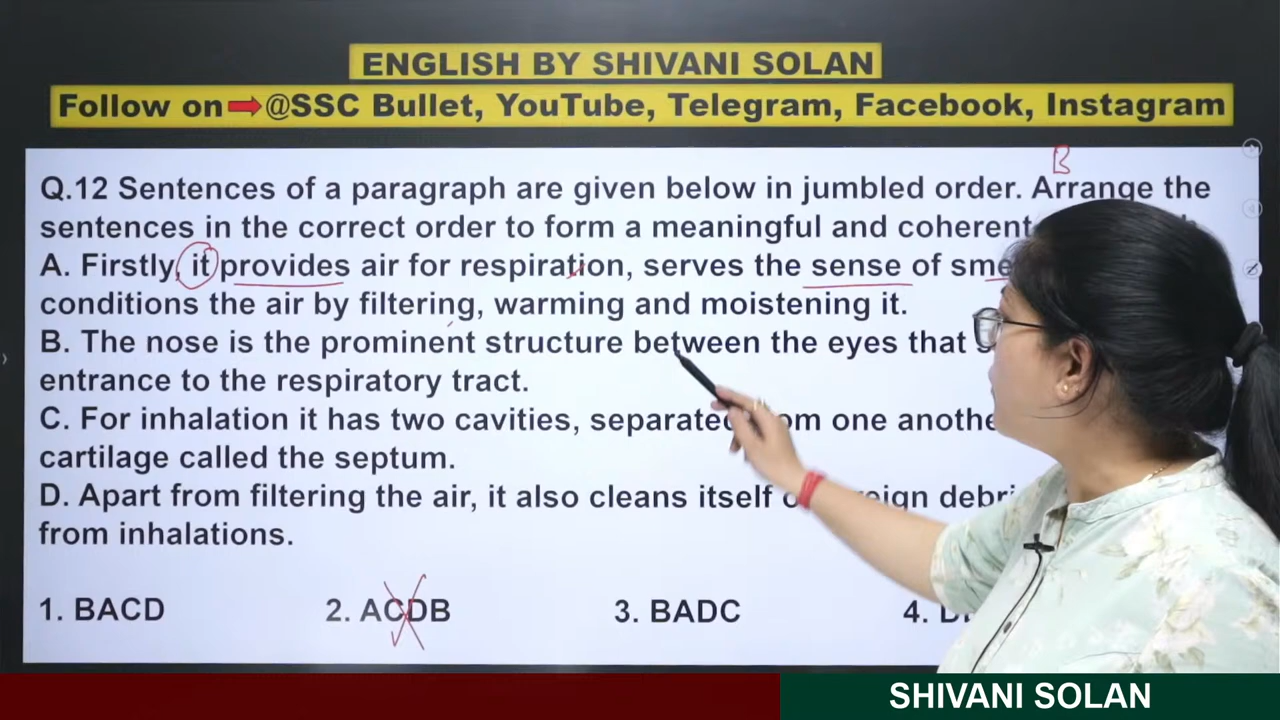 ENGLISH BY SHIVANI SOLAN
Follow on @SSC Bullet, YouTube, Telegram, Facebook, Instagram
B
Q.12 Sentences of a paragraph are given below in jumbled order. Arrange the
sentences in the correct order to form a meaningful and coherent
A. Firstly, it provides air for respiration, serves the sense of
conditions the air by filtering, warming and moistening it.
B. The nose is the prominent structure between the eyes that
entrance to the respiratory tract.
C. For inhalation it has two cavities, separated from one
cartilage called the septum.
D. Apart from filtering the air, it also cleans itself
from inhalations.
1. BACD 2. ACDB 3. BADC 4.
SHIVANI SOLAN